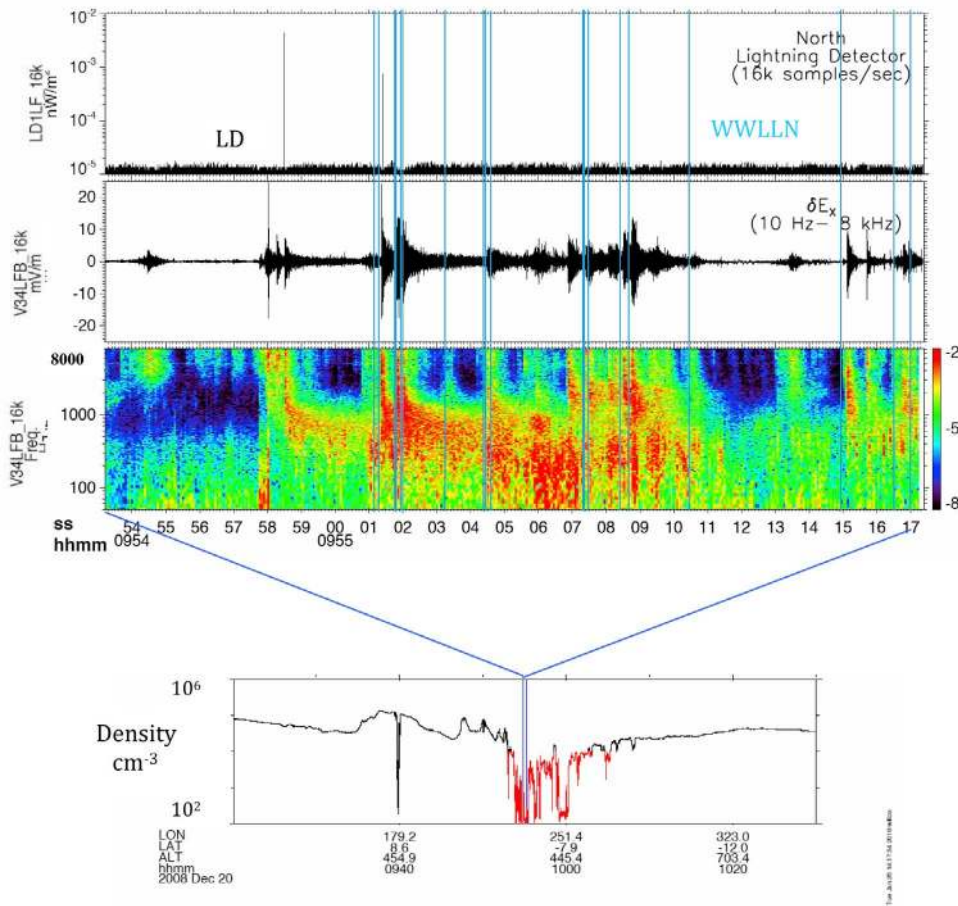 10⁻²
10⁻³
10⁻⁴
10⁻⁵
LD1LF_16k
nW/m²
North
Lightning Detector
(16k samples/sec)
LD
WWLLN
20
10
0
-10
-20
V34LFB_16k
mV/m
δEx
(10 Hz– 8 kHz)
8000
1000
100
V34LFB_16k
Freq.
-2
-5
-8
ss 54 55 56 57 58 59 00 01 02 03 04 05 06 07 08 09 10 11 12 13 14 15 16 17
hhmm 0954 0955
10⁶
Density
cm⁻³
10²
LON 179.2 251.4 323.0
LAT 8.6 -7.9 -12.0
ALT 454.9 445.4 703.4
hhmm 0940 1000 1020
2008 Dec 20